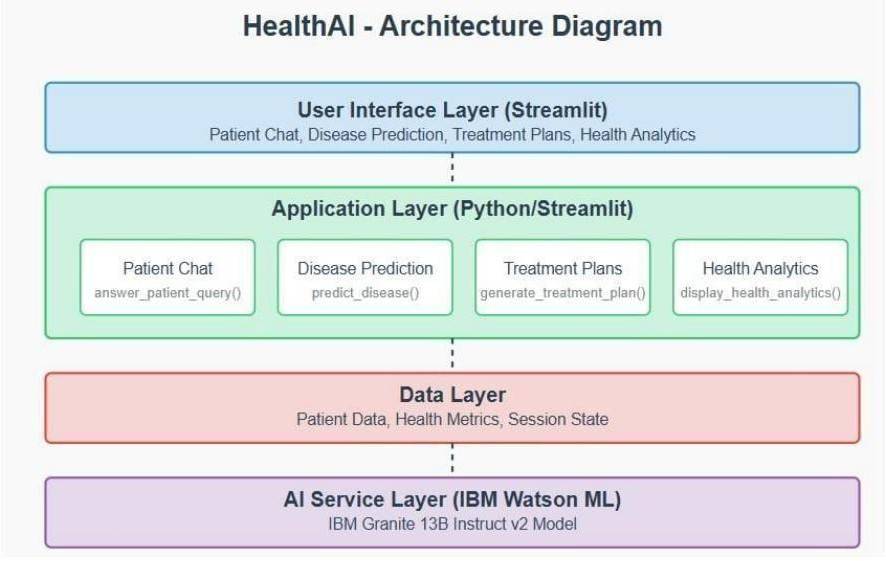 HealthAI - Architecture Diagram
User Interface Layer (Streamlit)
Patient Chat, Disease Prediction, Treatment Plans, Health Analytics
Application Layer (Python/Streamlit)
Patient Chat
answer_patient_query()
Disease Prediction
predict_disease()
Treatment Plans
generate_treatment_plan()
Health Analytics
display_health_analytics()
Data Layer
Patient Data, Health Metrics, Session State
AI Service Layer (IBM Watson ML)
IBM Granite 13B Instruct v2 Model